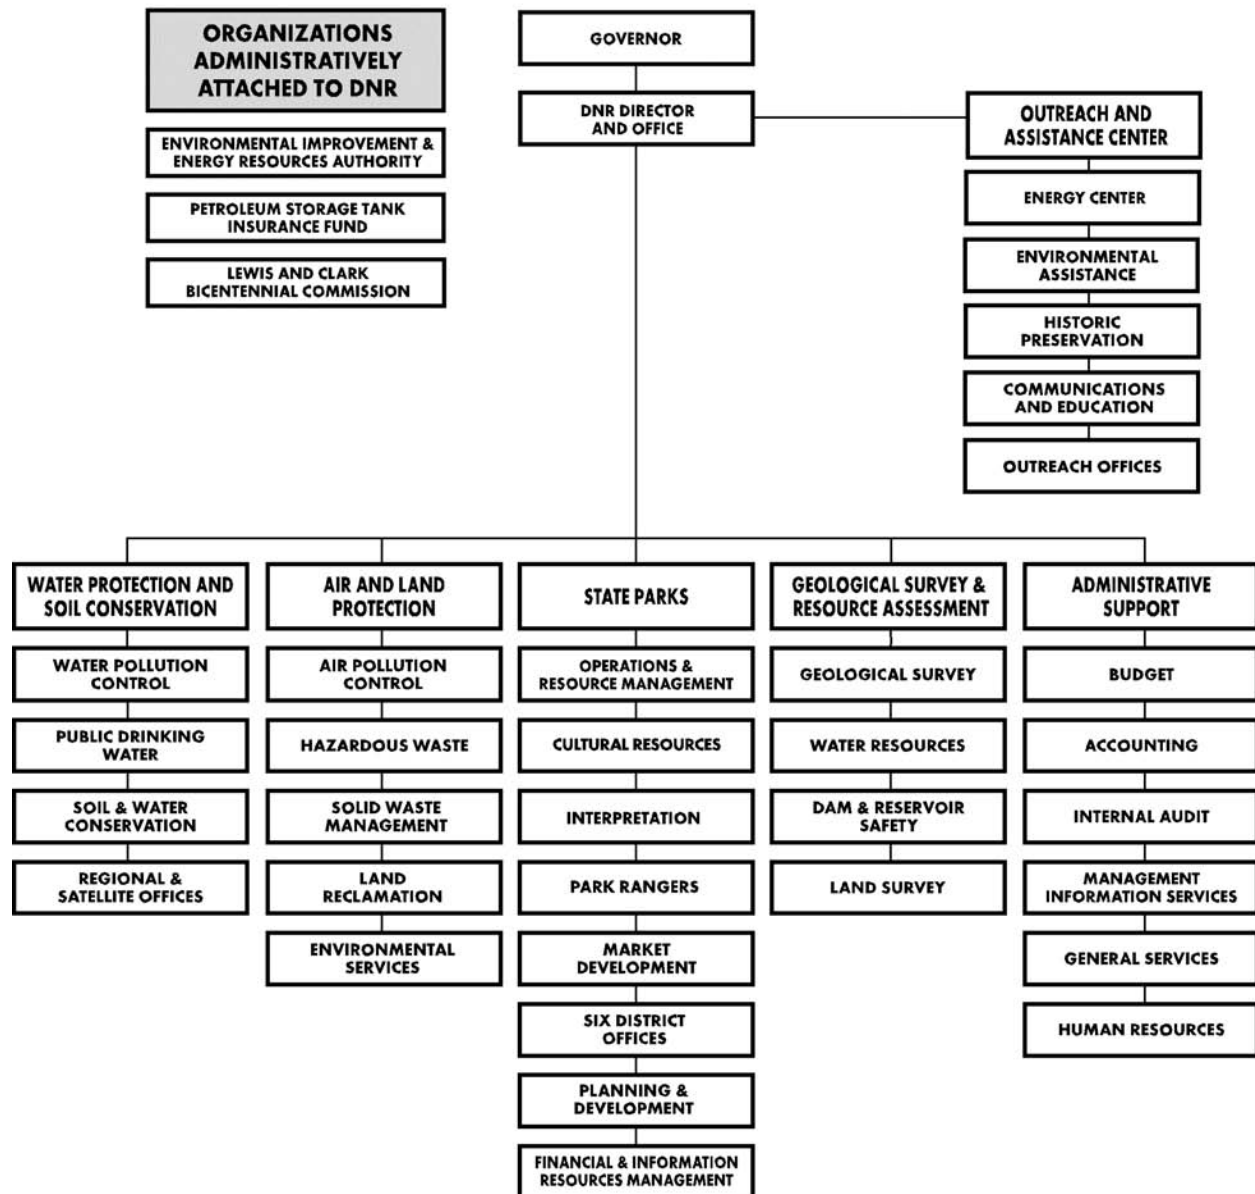 ORGANIZATIONS
ADMINISTRATIVELY
ATTACHED TO DNR
ENVIRONMENTAL IMPROVEMENT &
ENERGY RESOURCES AUTHORITY
PETROLEUM STORAGE TANK
INSURANCE FUND
LEWIS AND CLARK
BICENTENNIAL COMMISSION
GOVERNOR
DNR DIRECTOR
AND OFFICE
OUTREACH AND
ASSISTANCE CENTER
ENERGY CENTER
ENVIRONMENTAL
ASSISTANCE
HISTORIC
PRESERVATION
COMMUNICATIONS
AND EDUCATION
OUTREACH OFFICES
WATER PROTECTION AND
SOIL CONSERVATION
WATER POLLUTION
CONTROL
PUBLIC DRINKING
WATER
SOIL & WATER
CONSERVATION
REGIONAL &
SATELLITE OFFICES
AIR AND LAND
PROTECTION
AIR POLLUTION
CONTROL
HAZARDOUS WASTE
SOLID WASTE
MANAGEMENT
LAND
RECLAMATION
ENVIRONMENTAL
SERVICES
STATE PARKS
OPERATIONS &
RESOURCE MANAGEMENT
CULTURAL RESOURCES
INTERPRETATION
PARK RANGERS
MARKET
DEVELOPMENT
SIX DISTRICT
OFFICES
PLANNING &
DEVELOPMENT
FINANCIAL & INFORMATION
RESOURCES MANAGEMENT
GEOLOGICAL SURVEY &
RESOURCE ASSESSMENT
GEOLOGICAL SURVEY
WATER RESOURCES
DAM & RESERVOIR
SAFETY
LAND SURVEY
ADMINISTRATIVE
SUPPORT
BUDGET
ACCOUNTING
INTERNAL AUDIT
MANAGEMENT
INFORMATION SERVICES
GENERAL SERVICES
HUMAN RESOURCES